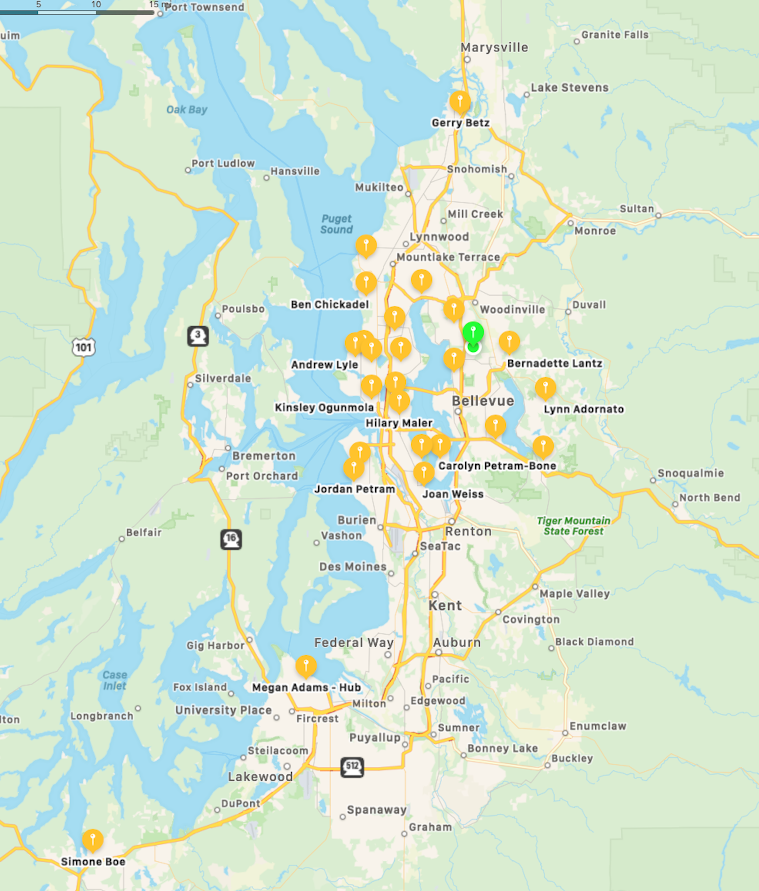 5 10 15 mi
Port Townsend
Granite Falls
Marysville
Lake Stevens
Oak Bay
Gerry Betz
Port Ludlow
Hansville
Snohomish
Mukilteo
Sultan
Mill Creek
Monroe
Puget
Sound
Lynnwood
Mountlake Terrace
Ben Chickadel
Duvall
Poulsbo
Woodinville
3
101
Andrew Lyle
Bernadette Lantz
Silverdale
Kinsley Ogunmola
Bellevue
Lynn Adornato
Hilary Maler
Bremerton
Carolyn Petram-Bone
Port Orchard
Snoqualmie
Jordan Petram
Joan Weiss
North Bend
Burien
Belfair
Renton
Tiger Mountain
State Forest
16
Vashon
SeaTac
Des Moines
Maple Valley
Kent
Covington
Gig Harbor
Federal Way
Auburn
Black Diamond
Case
Inlet
Fox Island
Megan Adams - Hub
Pacific
Longbranch
University Place
Milton
Edgewood
Fircrest
Enumclaw
Sumner
Puyallup
Steilacoom
Bonney Lake
Buckley
512
Lakewood
DuPont
Spanaway
Graham
Simone Boe